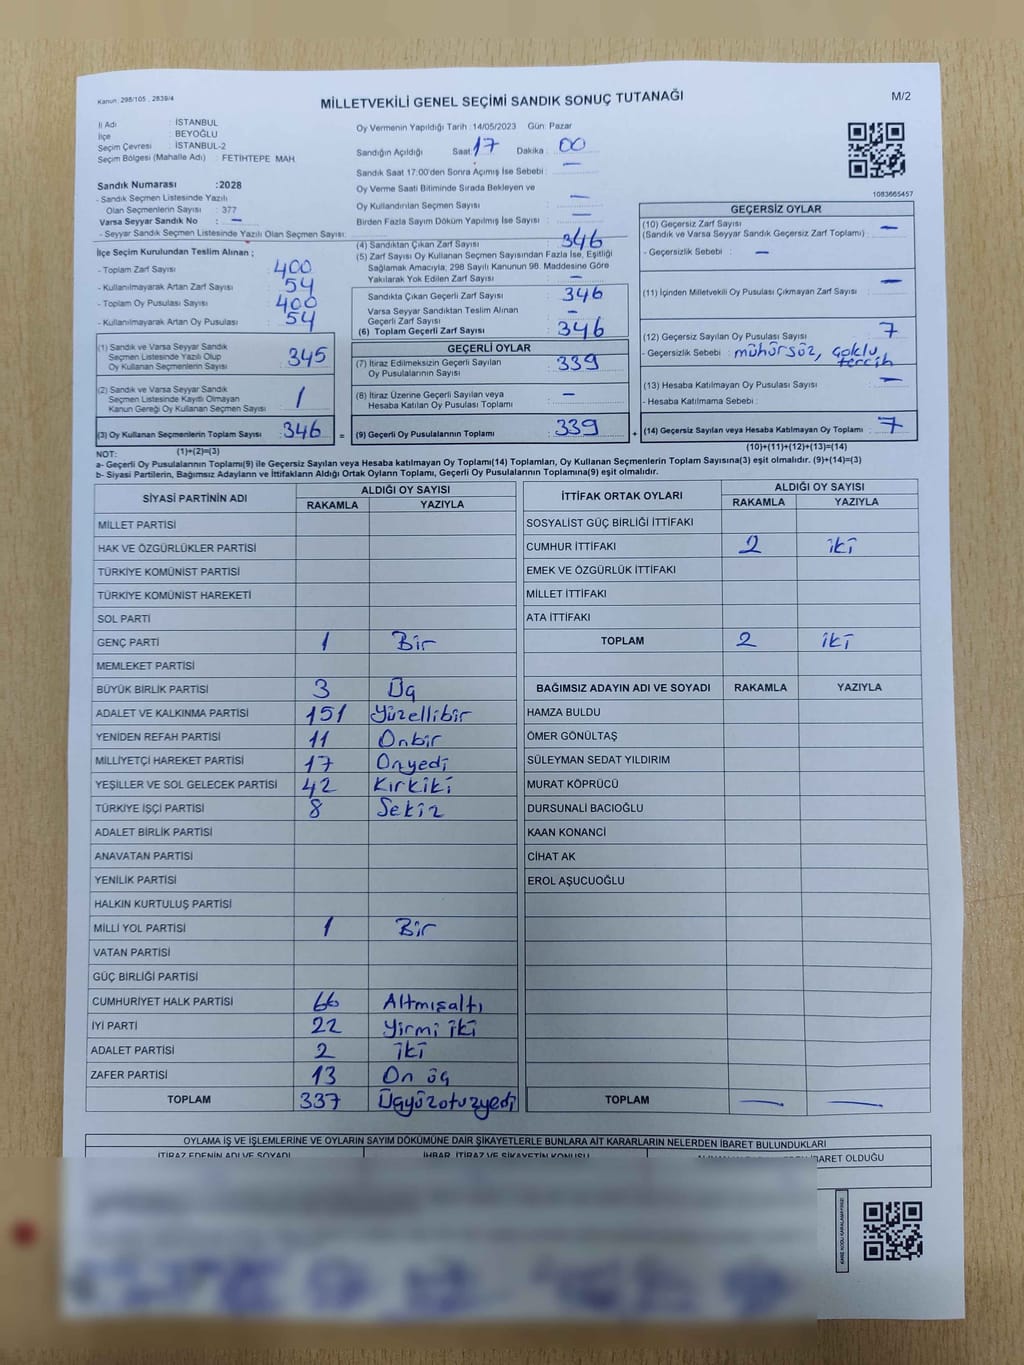 Kanun: 298/105 , 2839/4
MİLLETVEKİLİ GENEL SEÇİMİ SANDIK SONUÇ TUTANAĞI
M/2
İl Adı : İSTANBUL
İlçe : BEYOĞLU
Seçim Çevresi : İSTANBUL-2
Seçim Bölgesi (Mahalle Adı) : FETİHTEPE MAH.
Sandık Numarası :2028
- Sandık Seçmen Listesinde Yazılı
Olan Seçmenlerin Sayısı : 377
Varsa Seyyar Sandık No : –
- Seyyar Sandık Seçmen Listesinde Yazılı Olan Seçmen Sayısı:
Oy Vermenin Yapıldığı Tarih :14/05/2023 Gün: Pazar
Sandığın Açıldığı Saat: 17 Dakika : 00
Sandık Saat 17:00'den Sonra Açımış İse Sebebi : –
Oy Verme Saati Bitiminde Sırada Bekleyen ve
Oy Kullandırılan Seçmen Sayısı : –
Birden Fazla Sayım Döküm Yapılmış İse Sayısı : –
1083665457
İlçe Seçim Kurulundan Teslim Alınan ;
- Toplam Zarf Sayısı : 400
- Kullanılmayarak Artan Zarf Sayısı : 54
- Toplam Oy Pusulası Sayısı : 400
- Kullanılmayarak Artan Oy Pusulası : 54
(1) Sandık ve Varsa Seyyar Sandık
Seçmen Listesinde Yazılı Olup
Oy Kullanan Seçmenlerin Sayısı : 345
(2) Sandık ve Varsa Seyyar Sandık
Seçmen Listesinde Kayıtlı Olmayan
Kanun Gereği Oy Kullanan Seçmen Sayısı : 1
(3) Oy Kullanan Seçmenlerin Toplam Sayısı : 346
(1)+(2)=(3)
(4) Sandıktan Çıkan Zarf Sayısı : 346
(5) Zarf Sayısı Oy Kullanan Seçmen Sayısından Fazla İse, Eşitliği
Sağlamak Amacıyla; 298 Sayılı Kanunun 98. Maddesine Göre
Yakılarak Yok Edilen Zarf Sayısı : –
Sandıkta Çıkan Geçerli Zarf Sayısı : 346
Varsa Seyyar Sandıktan Teslim Alınan
Geçerli Zarf Sayısı : –
(6) Toplam Geçerli Zarf Sayısı : 346
GEÇERLİ OYLAR
(7) İtiraz Edilmeksizin Geçerli Sayılan
Oy Pusulalarının Sayısı : 339
(8) İtiraz Üzerine Geçerli Sayılan veya
Hesaba Katılan Oy Pusulası Toplamı : –
= (9) Geçerli Oy Pusulalarının Toplamı : 339 +
GEÇERSİZ OYLAR
(10) Geçersiz Zarf Sayısı
(Sandık ve Varsa Seyyar Sandık Geçersiz Zarf Toplamı) : –
- Geçersizlik Sebebi : –
(11) İçinden Milletvekili Oy Pusulası Çıkmayan Zarf Sayısı : –
(12) Geçersiz Sayılan Oy Pusulası Sayısı : 7
- Geçersizlik Sebebi : mühürsüz, çoklu
tercih
(13) Hesaba Katılmayan Oy Pusulası Sayısı : –
- Hesaba Katılmama Sebebi :
(14) Geçersiz Sayılan veya Hesaba Katılmayan Oy Toplamı : 7
(10)+(11)+(12)+(13)=(14)
NOT:
a- Geçerli Oy Pusulaları Toplamı(9) ile Geçersiz Sayılan veya Hesaba katılmayan Oy Toplamı(14) Toplamları, Oy Kullanan Seçmenlerin Toplam Sayısına(3) eşit olmalıdır. (9)+(14)=(3)
b- Siyasi Partilerin, Bağımsız Adayların ve İttifakların Aldığı Ortak Oyların Toplamı, Geçerli Oy Pusulalarının Toplamına(9) eşit olmalıdır.
SİYASİ PARTİNİN ADI ALDIĞI OY SAYISI
RAKAMLA YAZIYLA
MİLLET PARTİSİ
HAK VE ÖZGÜRLÜKLER PARTİSİ
TÜRKİYE KOMÜNİST PARTİSİ
TÜRKİYE KOMÜNİST HAREKETİ
SOL PARTİ
GENÇ PARTİ 1 Bir
MEMLEKET PARTİSİ
BÜYÜK BİRLİK PARTİSİ 3 Üç
ADALET VE KALKINMA PARTİSİ 151 Yüzellibir
YENİDEN REFAH PARTİSİ 11 Onbir
MİLLİYETÇİ HAREKET PARTİSİ 17 Onyedi
YEŞİLLER VE SOL GELECEK PARTİSİ 42 Kırkiki
TÜRKİYE İŞÇİ PARTİSİ 8 Sekiz
ADALET BİRLİK PARTİSİ
ANAVATAN PARTİSİ
YENİLİK PARTİSİ
HALKIN KURTULUŞ PARTİSİ
MİLLİ YOL PARTİSİ 1 Bir
VATAN PARTİSİ
GÜÇ BİRLİĞİ PARTİSİ
CUMHURİYET HALK PARTİSİ 66 Altmışaltı
İYİ PARTİ 22 Yirmi iki
ADALET PARTİSİ 2 iki
ZAFER PARTİSİ 13 On üç
TOPLAM 337 Üçyüzotuzyedi
İTTİFAK ORTAK OYLARI ALDIĞI OY SAYISI
RAKAMLA YAZIYLA
SOSYALİST GÜÇ BİRLİĞİ İTTİFAKI
CUMHUR İTTİFAKI 2 iki
EMEK VE ÖZGÜRLÜK İTTİFAKI
MİLLET İTTİFAKI
ATA İTTİFAKI
TOPLAM 2 iki
BAĞIMSIZ ADAYIN ADI VE SOYADI RAKAMLA YAZIYLA
HAMZA BULDU
ÖMER GÖNÜLTAŞ
SÜLEYMAN SEDAT YILDIRIM
MURAT KÖPRÜCÜ
DURSUNALİ BACIOĞLU
KAAN KONANCİ
CİHAT AK
EROL AŞUCUOĞLU
TOPLAM — —
OYLAMA İŞ VE İŞLEMLERİNE VE OYLARIN SAYIM DÖKÜMÜNE DAİR ŞİKAYETLERLE BUNLARA AİT KARARLARIN NELERDEN İBARET BULUNDUKLARI
İTİRAZ EDENİN ADI VE SOYADI İHBAR, İTİRAZ VE ŞİKAYETİN KONUSU İBARET OLDUĞU